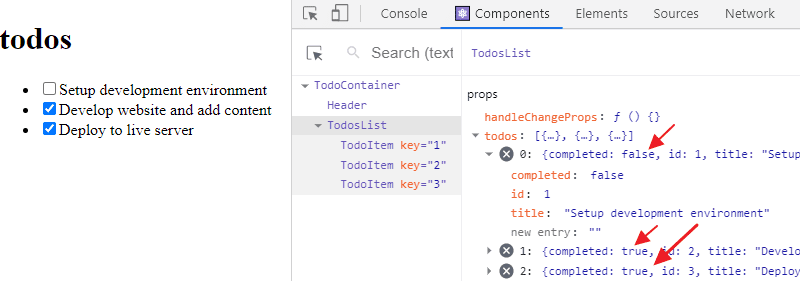 todos
Setup development environment
Develop website and add content
Deploy to live server
Console Components Elements Sources Network
Search (text
TodosList
TodoContainer
Header
TodosList
TodoItem key="1"
TodoItem key="2"
TodoItem key="3"
props
handleChangeProps: ƒ () {}
todos: [{…}, {…}, {…}]
0: {completed: false, id: 1, title: "Setup
completed: false
id: 1
title: "Setup development environment"
new entry: ""
1: {completed: true, id: 2, title: "Develo
2: {completed: true, id: 3, title: "Deploy